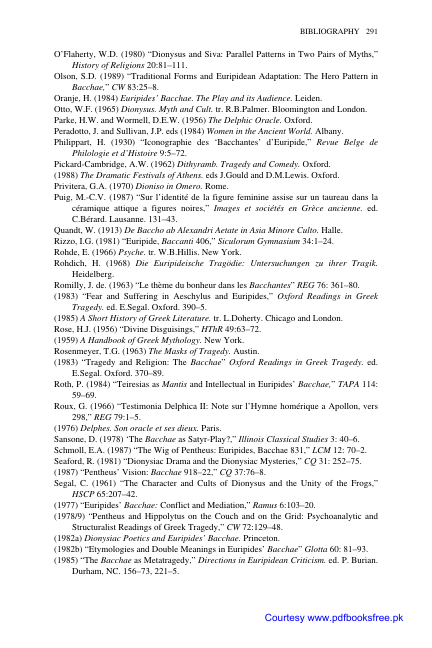 BIBLIOGRAPHY 291
O'Flaherty, W.D. (1980) “Dionysus and Siva: Parallel Patterns in Two Pairs of Myths,”
History of Religions 20:81–111.
Olson, S.D. (1989) “Traditional Forms and Euripidean Adaptation: The Hero Pattern in
Bacchae,” CW 83:25–8.
Oranje, H. (1984) Euripides' Bacchae. The Play and its Audience. Leiden.
Otto, W.F. (1965) Dionysus. Myth and Cult. tr. R.B.Palmer. Bloomington and London.
Parke, H.W. and Wormell, D.E.W. (1956) The Delphic Oracle. Oxford.
Peradotto, J. and Sullivan, J.P. eds (1984) Women in the Ancient World. Albany.
Philippart, H. (1930) “Iconographie des ‘Bacchantes’ d'Euripide,” Revue Belge de
Philologie et d'Histoire 9:5–72.
Pickard-Cambridge, A.W. (1962) Dithyramb. Tragedy and Comedy. Oxford.
(1988) The Dramatic Festivals of Athens. eds J.Gould and D.M.Lewis. Oxford.
Privitera, G.A. (1970) Dioniso in Omero. Rome.
Puig, M.-C.V. (1987) “Sur l'identité de la figure feminine assise sur un taureau dans la
céramique attique a figures noires,” Images et sociétés en Grèce ancienne. ed.
C.Bérard. Lausanne. 131–43.
Quandt, W. (1913) De Baccho ab Alexandri Aetate in Asia Minore Culto. Halle.
Rizzo, I.G. (1981) “Euripide, Baccanti 406,” Siculorum Gymnasium 34:1–24.
Rohde, E. (1966) Psyche. tr. W.B.Hillis. New York.
Rohdich, H. (1968) Die Euripideische Tragödie: Untersuchungen zu ihrer Tragik.
Heidelberg.
Romilly, J. de. (1963) “Le thème du bonheur dans les Bacchantes” REG 76: 361–80.
(1983) “Fear and Suffering in Aeschylus and Euripides,” Oxford Readings in Greek
Tragedy. ed. E.Segal. Oxford. 390–5.
(1985) A Short History of Greek Literature. tr. L.Doherty. Chicago and London.
Rose, H.J. (1956) “Divine Disguisings,” HThR 49:63–72.
(1959) A Handbook of Greek Mythology. New York.
Rosenmeyer, T.G. (1963) The Masks of Tragedy. Austin.
(1983) “Tragedy and Religion: The Bacchae” Oxford Readings in Greek Tragedy. ed.
E.Segal. Oxford. 370–89.
Roth, P. (1984) “Teiresias as Mantis and Intellectual in Euripides' Bacchae,” TAPA 114:
59–69.
Roux, G. (1966) “Testimonia Delphica II: Note sur l'Hymne homérique a Apollon, vers
298,” REG 79:1–5.
(1976) Delphes. Son oracle et ses dieux. Paris.
Sansone, D. (1978) ‘The Bacchae as Satyr-Play?,” Illinois Classical Studies 3: 40–6.
Schmoll, E.A. (1987) “The Wig of Pentheus: Euripides, Bacchae 831,” LCM 12: 70–2.
Seaford, R. (1981) “Dionysiac Drama and the Dionysiac Mysteries,” CQ 31: 252–75.
(1987) “Pentheus' Vision: Bacchae 918–22,” CQ 37:76–8.
Segal, C. (1961) “The Character and Cults of Dionysus and the Unity of the Frogs,”
HSCP 65:207–42.
(1977) “Euripides' Bacchae: Conflict and Mediation,” Ramus 6:103–20.
(1978/9) “Pentheus and Hippolytus on the Couch and on the Grid: Psychoanalytic and
Structuralist Readings of Greek Tragedy,” CW 72:129–48.
(1982a) Dionysiac Poetics and Euripides' Bacchae. Princeton.
(1982b) “Etymologies and Double Meanings in Euripides' Bacchae” Glotta 60: 81–93.
(1985) “The Bacchae as Metatragedy,” Directions in Euripidean Criticism. ed. P. Burian.
Durham, NC. 156–73, 221–5.
Courtesy www.pdfbooksfree.pk